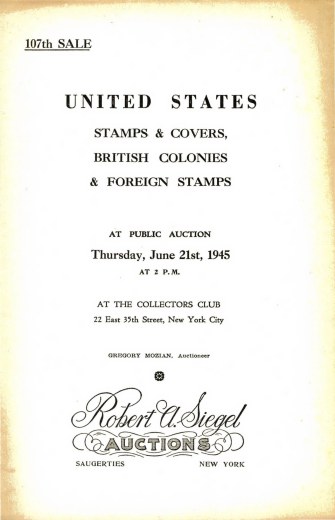 107th SALE
UNITED STATES
STAMPS & COVERS,
BRITISH COLONIES
& FOREIGN STAMPS
AT PUBLIC AUCTION
Thursday, June 21st, 1945
AT 2 P.M.
AT THE COLLECTORS CLUB
22 East 35th Street, New York City
GREGORY MOZIAN, Auctioneer
Robert A. Siegel
AUCTIONS
SAUGERTIES NEW YORK